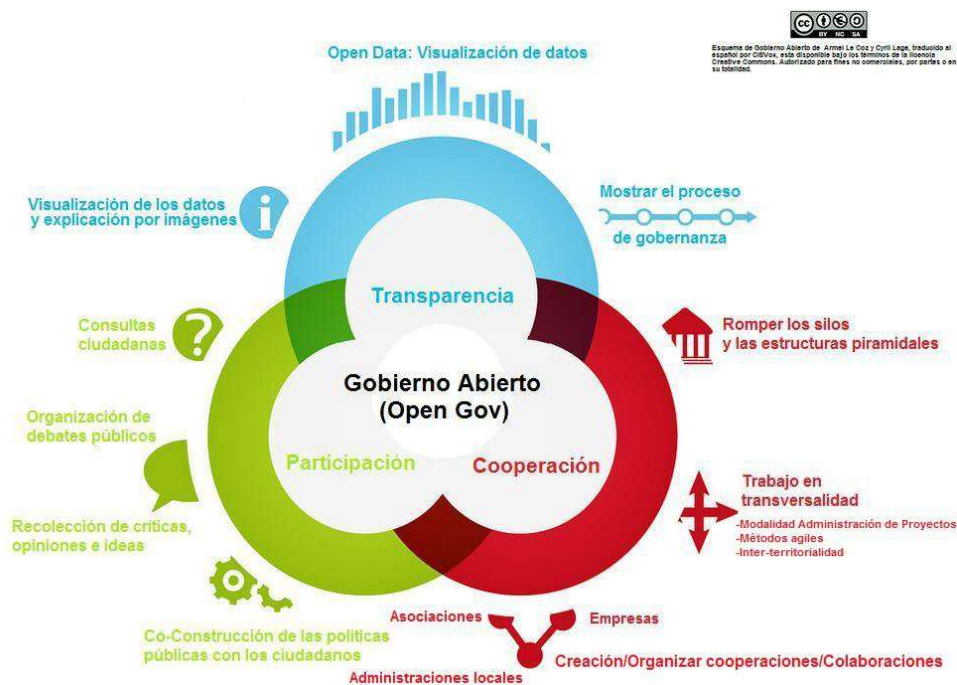 cc
BY NC SA
Esquema de Gobierno Abierto de Armel Le Coz y Cyril Lage, traducido al
español por CitiVox, esta disponible bajo los términos de la licencia
Creative Commons. Autorizado para fines no comerciales, por partes o en
su totalidad.
Open Data: Visualización de datos
Visualización de los datos
y explicación por imágenes
i
Mostrar el proceso
de gobernanza
Transparencia
Consultas
ciudadanas
?
Romper los silos
y las estructuras piramidales
Gobierno Abierto
(Open Gov)
Organización de
debates públicos
Participación
Cooperación
Trabajo en
transversalidad
-Modalidad Administración de Proyectos
-Métodos agiles
-Inter-territorialidad
Recolección de críticas,
opiniones e ideas
Co-Construcción de las políticas
públicas con los ciudadanos
Asociaciones
Empresas
Administraciones locales
Creación/Organizar cooperaciones/Colaboraciones